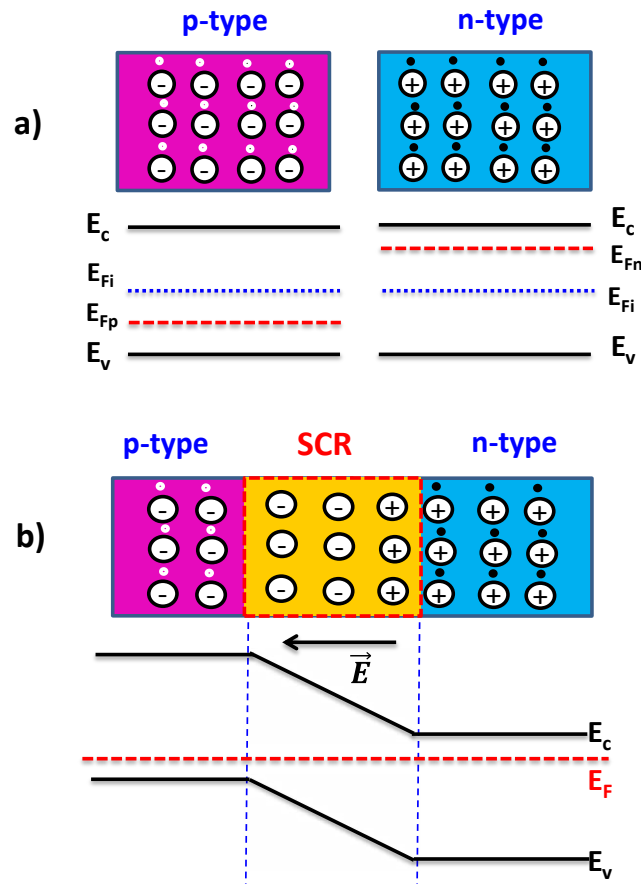 p-type n-type
a)
- - - - + + + +
- - - - + + + +
- - - - + + + +
E_c E_c
E_Fn
E_Fi E_Fi
E_Fp
E_v E_v
p-type SCR n-type
b)
- - - - + + + +
- - - - + + + +
- - - - + + + +
E⃗
E_c
E_F
E_v